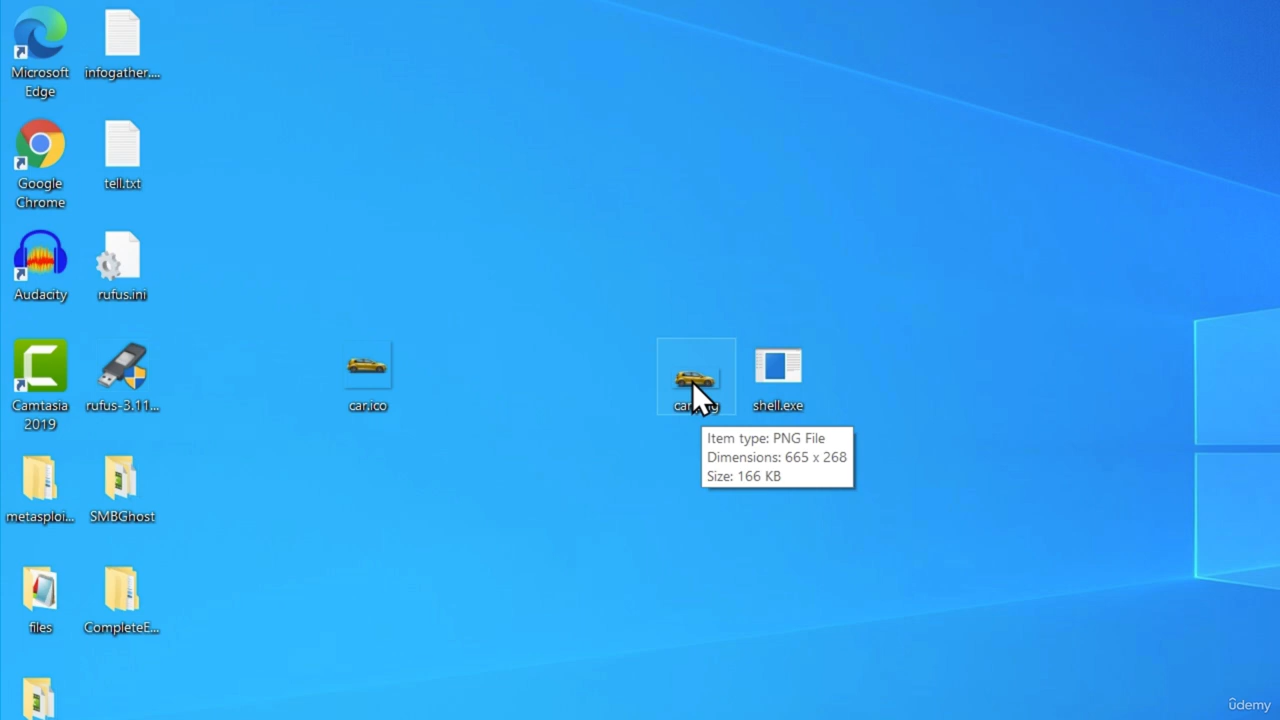 Microsoft
Edge
infogather....
Google
Chrome
tell.txt
Audacity
rufus.ini
Camtasia
2019
rufus-3.11...
car.ico
shell.exe
Item type: PNG File
Dimensions: 665 x 268
Size: 166 KB
metasploi...
SMBGhost
files
CompleteE...
ûdemy